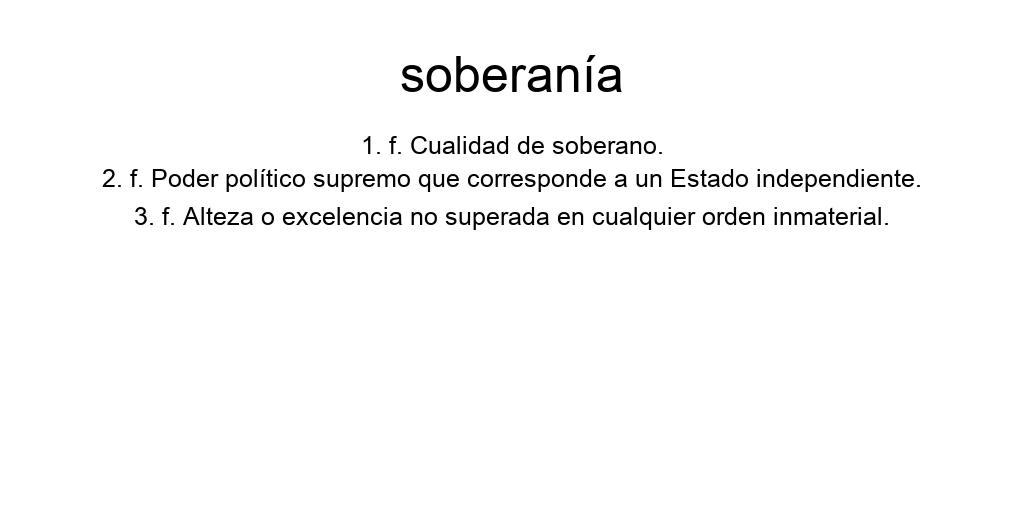 soberanía
1. f. Cualidad de soberano.
2. f. Poder político supremo que corresponde a un Estado independiente.
3. f. Alteza o excelencia no superada en cualquier orden inmaterial.